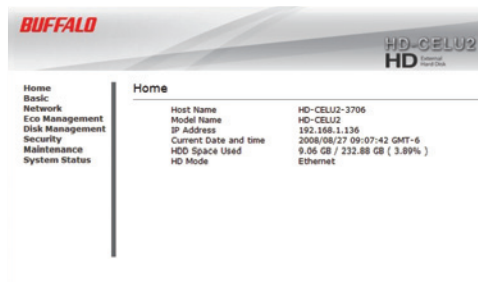 BUFFALO
HD-CELU2
HD External Hard Disk
Home
Basic
Network
Eco Management
Disk Management
Security
Maintenance
System Status
Home
Host Name HD-CELU2-3706
Model Name HD-CELU2
IP Address 192.168.1.136
Current Date and time 2008/08/27 09:07:42 GMT-6
HDD Space Used 9.06 GB / 232.88 GB ( 3.89% )
HD Mode Ethernet